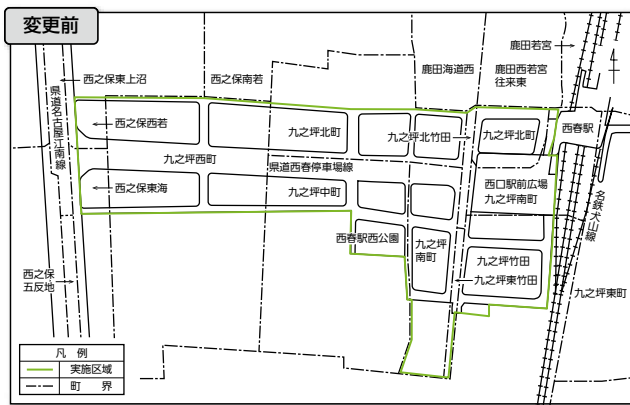 変更前
鹿田若宮
西之保東上沼
西之保南若
鹿田海道西
鹿田西若宮
往来東
県道名古屋江南線
西之保西若
九之坪北町
九之坪北竹田
九之坪北町
西春駅
九之坪西町
県道西春停車場線
西之保東海
九之坪中町
西口駅前広場
九之坪南町
名鉄犬山線
西春駅西公園
九之坪
南町
九之坪竹田
九之坪東竹田
西之保
五反地
九之坪東町
凡 例
実施区域
町 界